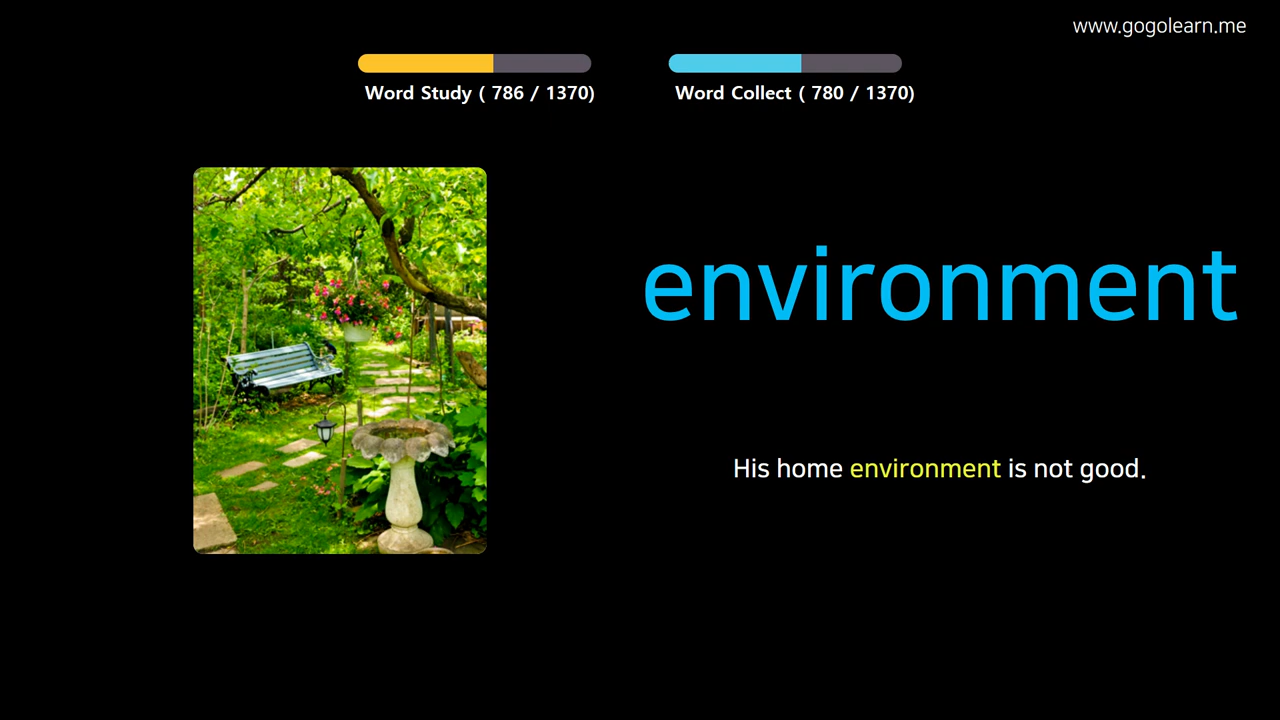 www.gogolearn.me
Word Study ( 786 / 1370)
Word Collect ( 780 / 1370)
environment
His home environment is not good.